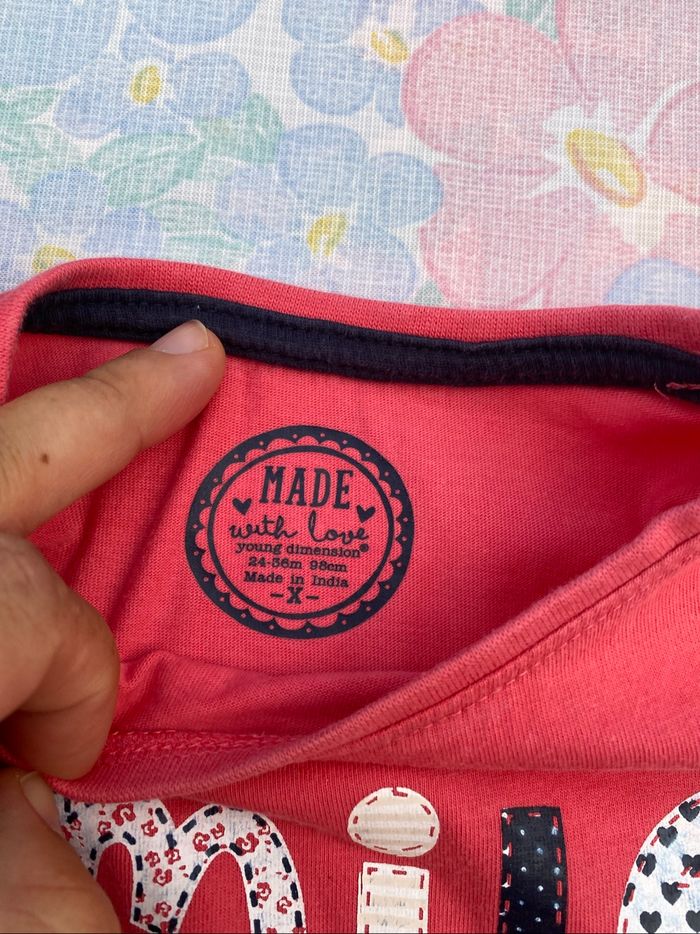 MADE
with love
young dimension®
24-36m 98cm
Made in India
-X-